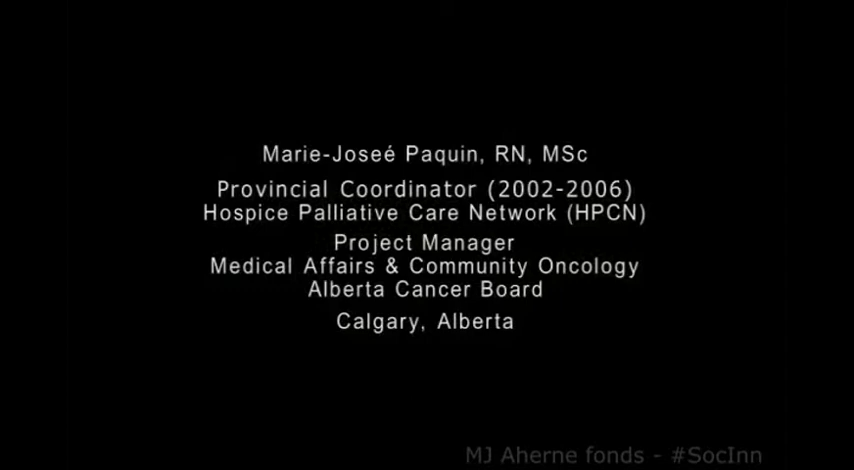 Marie-Joseé Paquin, RN, MSc
Provincial Coordinator (2002-2006)
Hospice Palliative Care Network (HPCN)
Project Manager
Medical Affairs & Community Oncology
Alberta Cancer Board
Calgary, Alberta
MJ Aherne fonds - #SocInn